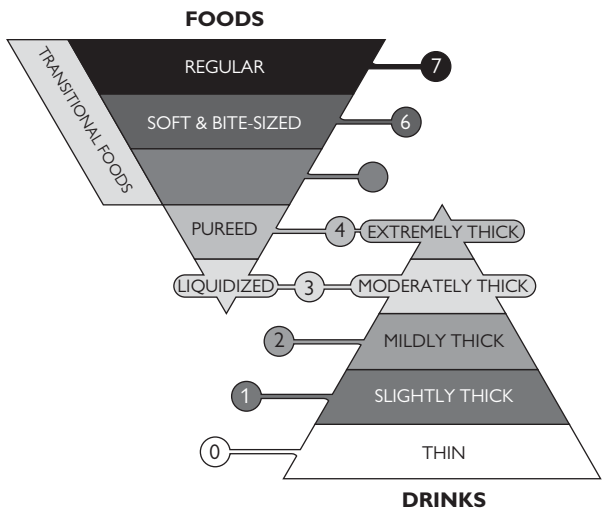 FOODS
TRANSITIONAL FOODS
REGULAR
7
SOFT & BITE-SIZED
6
PUREED
4
EXTREMELY THICK
LIQUIDIZED
3
MODERATELY THICK
2
MILDLY THICK
1
SLIGHTLY THICK
0
THIN
DRINKS